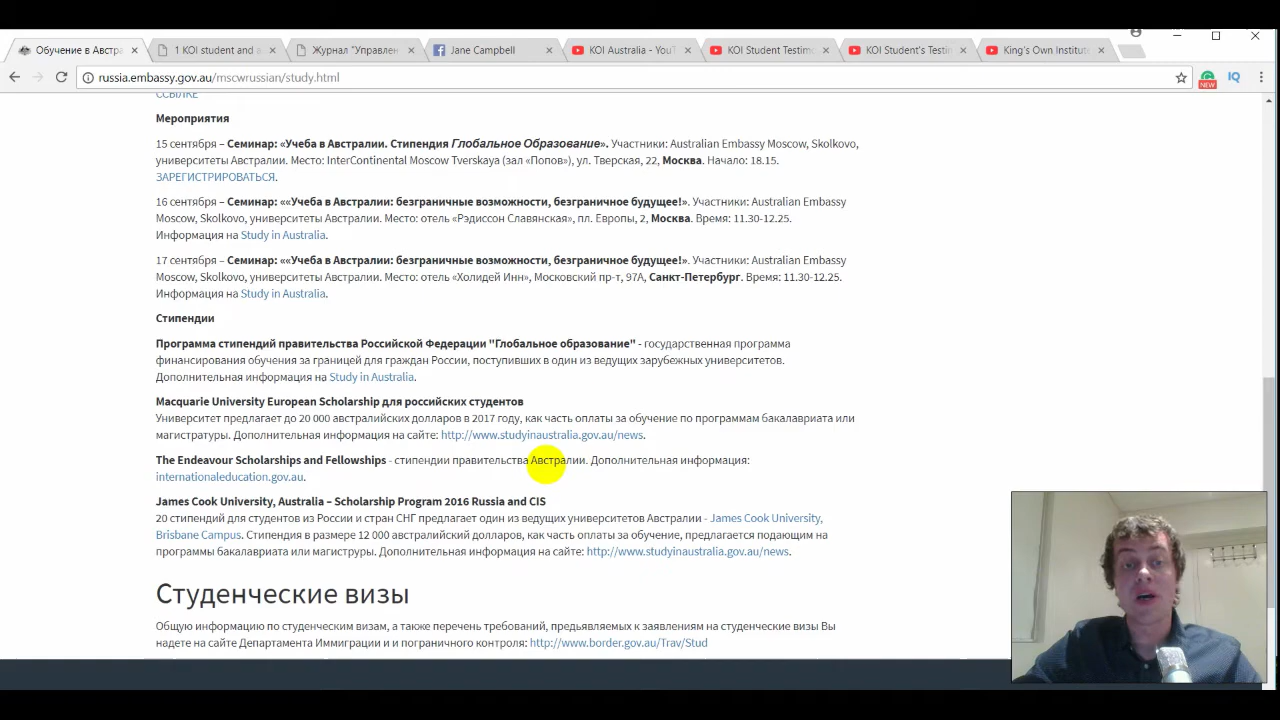 Обучение в Австра
1 KOI student and a
Журнал "Управлен
Jane Campbell
KOI Australia - YouT
KOI Student Testimo
KOI Student's Testin
King's Own Institute
russia.embassy.gov.au/mscwrussian/study.html
NEW
IQ
ССЫЛКЕ
Мероприятия
15 сентября – Семинар: «Учеба в Австралии. Стипендия Глобальное Образование». Участники: Australian Embassy Moscow, Skolkovo,
университеты Австралии. Место: InterContinental Moscow Tverskaya (зал «Попов»), ул. Тверская, 22, Москва. Начало: 18.15.
ЗАРЕГИСТРИРОВАТЬСЯ.
16 сентября – Семинар: ««Учеба в Австралии: безграничные возможности, безграничное будущее!». Участники: Australian Embassy
Moscow, Skolkovo, университеты Австралии. Место: отель «Рэдиссон Славянская», пл. Европы, 2, Москва. Время: 11.30-12.25.
Информация на Study in Australia.
17 сентября – Семинар: ««Учеба в Австралии: безграничные возможности, безграничное будущее!». Участники: Australian Embassy
Moscow, Skolkovo, университеты Австралии. Место: отель «Холидей Инн», Московский пр-т, 97А, Санкт-Петербург. Время: 11.30-12.25.
Информация на Study in Australia.
Стипендии
Программа стипендий правительства Российской Федерации "Глобальное образование" - государственная программа
финансирования обучения за границей для граждан России, поступивших в один из ведущих зарубежных университетов.
Дополнительная информация на Study in Australia.
Macquarie University European Scholarship для российских студентов
Университет предлагает до 20 000 австралийских долларов в 2017 году, как часть оплаты за обучение по программам бакалавриата или
магистратуры. Дополнительная информация на сайте: http://www.studyinaustralia.gov.au/news.
The Endeavour Scholarships and Fellowships - стипендии правительства Австралии. Дополнительная информация:
internationaleducation.gov.au.
James Cook University, Australia – Scholarship Program 2016 Russia and CIS
20 стипендий для студентов из России и стран СНГ предлагает один из ведущих университетов Австралии - James Cook University,
Brisbane Campus. Стипендия в размере 12 000 австралийский долларов, как часть оплаты за обучение, предлагается подающим на
программы бакалавриата или магистуры. Дополнительная информация на сайте: http://www.studyinaustralia.gov.au/news.
Студенческие визы
Общую информацию по студенческим визам, а также перечень требований, предьявляемых к заявлениям на студенческие визы Вы
надете на сайте Департамента Иммиграции и и пограничного контроля: http://www.border.gov.au/Trav/Stud